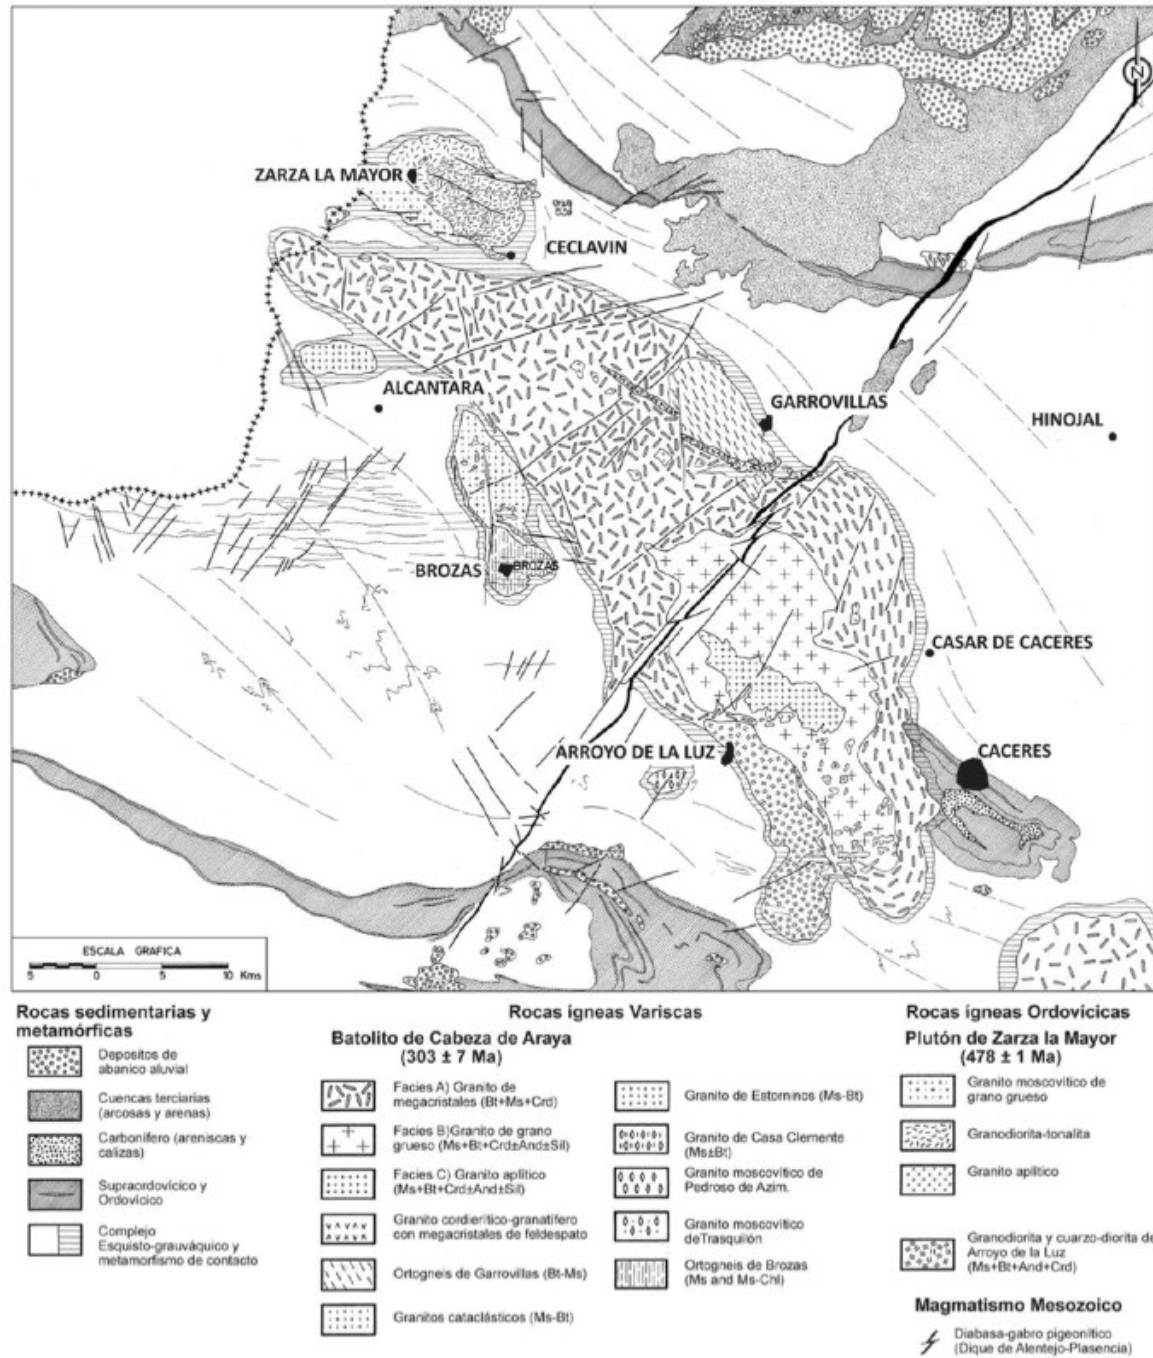 N
ZARZA LA MAYOR
CECLAVIN
ALCANTARA
GARROVILLAS
HINOJAL
BROZAS
BROZAS
CASAR DE CACERES
ARROYO DE LA LUZ
CACERES
ESCALA GRAFICA
5 0 5 10 Kms
Rocas sedimentarias y
metamórficas
Depositos de
abanico aluvial
Cuencas terciarias
(arcosas y arenas)
Carbonífero (areniscas y
calizas)
Supraordovícico y
Ordovícico
Complejo
Esquisto-grauváquico y
metamorfismo de contacto
Rocas ígneas Variscas
Batolito de Cabeza de Araya
(303 ± 7 Ma)
Facies A) Granito de
megacristales (Bt+Ms+Crd)
Facies B)Granito de grano
grueso (Ms+Bt+Crd±And±Sil)
Facies C) Granito aplítico
(Ms+Bt+Crd±And±Sil)
Granito cordierítico-granatífero
con megacristales de feldespato
Ortogneis de Garrovillas (Bt-Ms)
Granitos cataclásticos (Ms-Bt)
Granito de Estorninos (Ms-Bt)
Granito de Casa Clemente
(Ms±Bt)
Granito moscovítico de
Pedroso de Azim.
Granito moscovítico
deTrasquilón
Ortogneis de Brozas
(Ms and Ms-Chl)
Rocas ígneas Ordovícicas
Plutón de Zarza la Mayor
(478 ± 1 Ma)
Granito moscovítico de
grano grueso
Granodiorita-tonalita
Granito aplítico
Granodiorita y cuarzo-diorita de
Arroyo de la Luz
(Ms+Bt+And+Crd)
Magmatismo Mesozoico
Diabasa-gabro pigeonítico
(Dique de Alentejo-Plasencia)